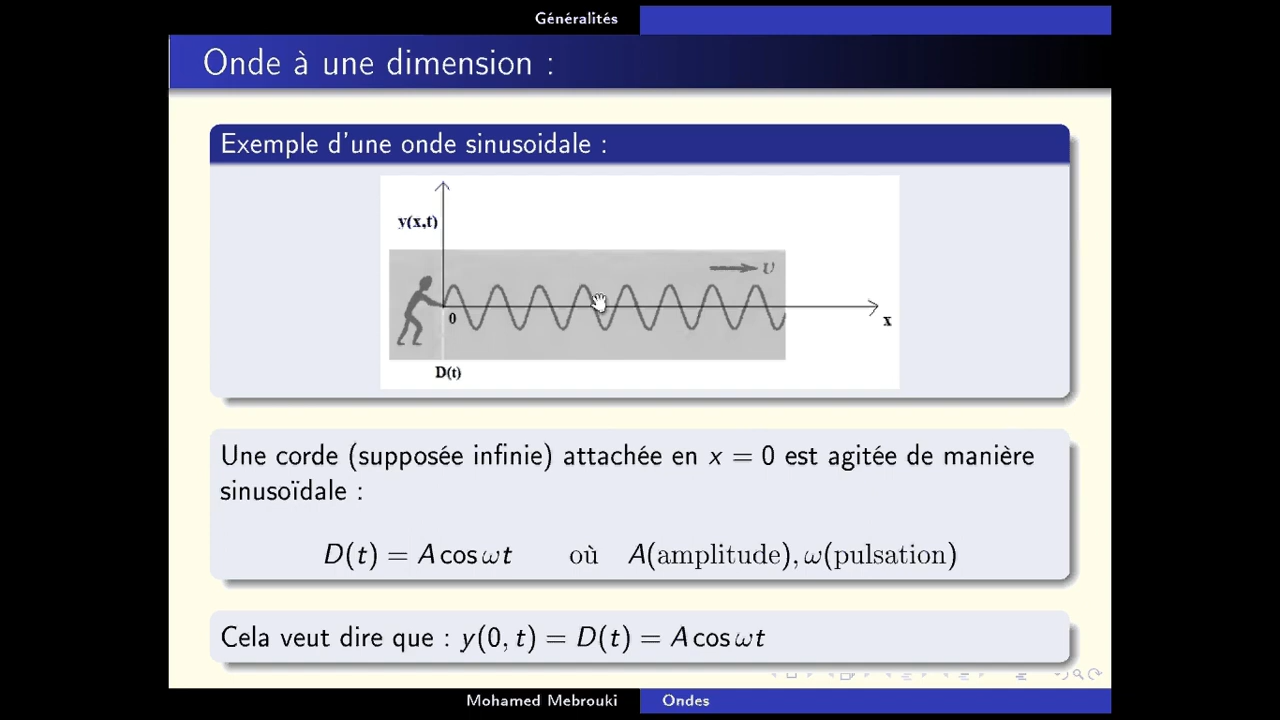 Généralités
Onde à une dimension :
Exemple d'une onde sinusoidale :
y(x,t)
υ
0
x
D(t)
Une corde (supposée infinie) attachée en x = 0 est agitée de manière
sinusoïdale :
D(t) = A cos ωt où A(amplitude), ω(pulsation)
Cela veut dire que : y(0, t) = D(t) = A cos ωt
Mohamed Mebrouki Ondes